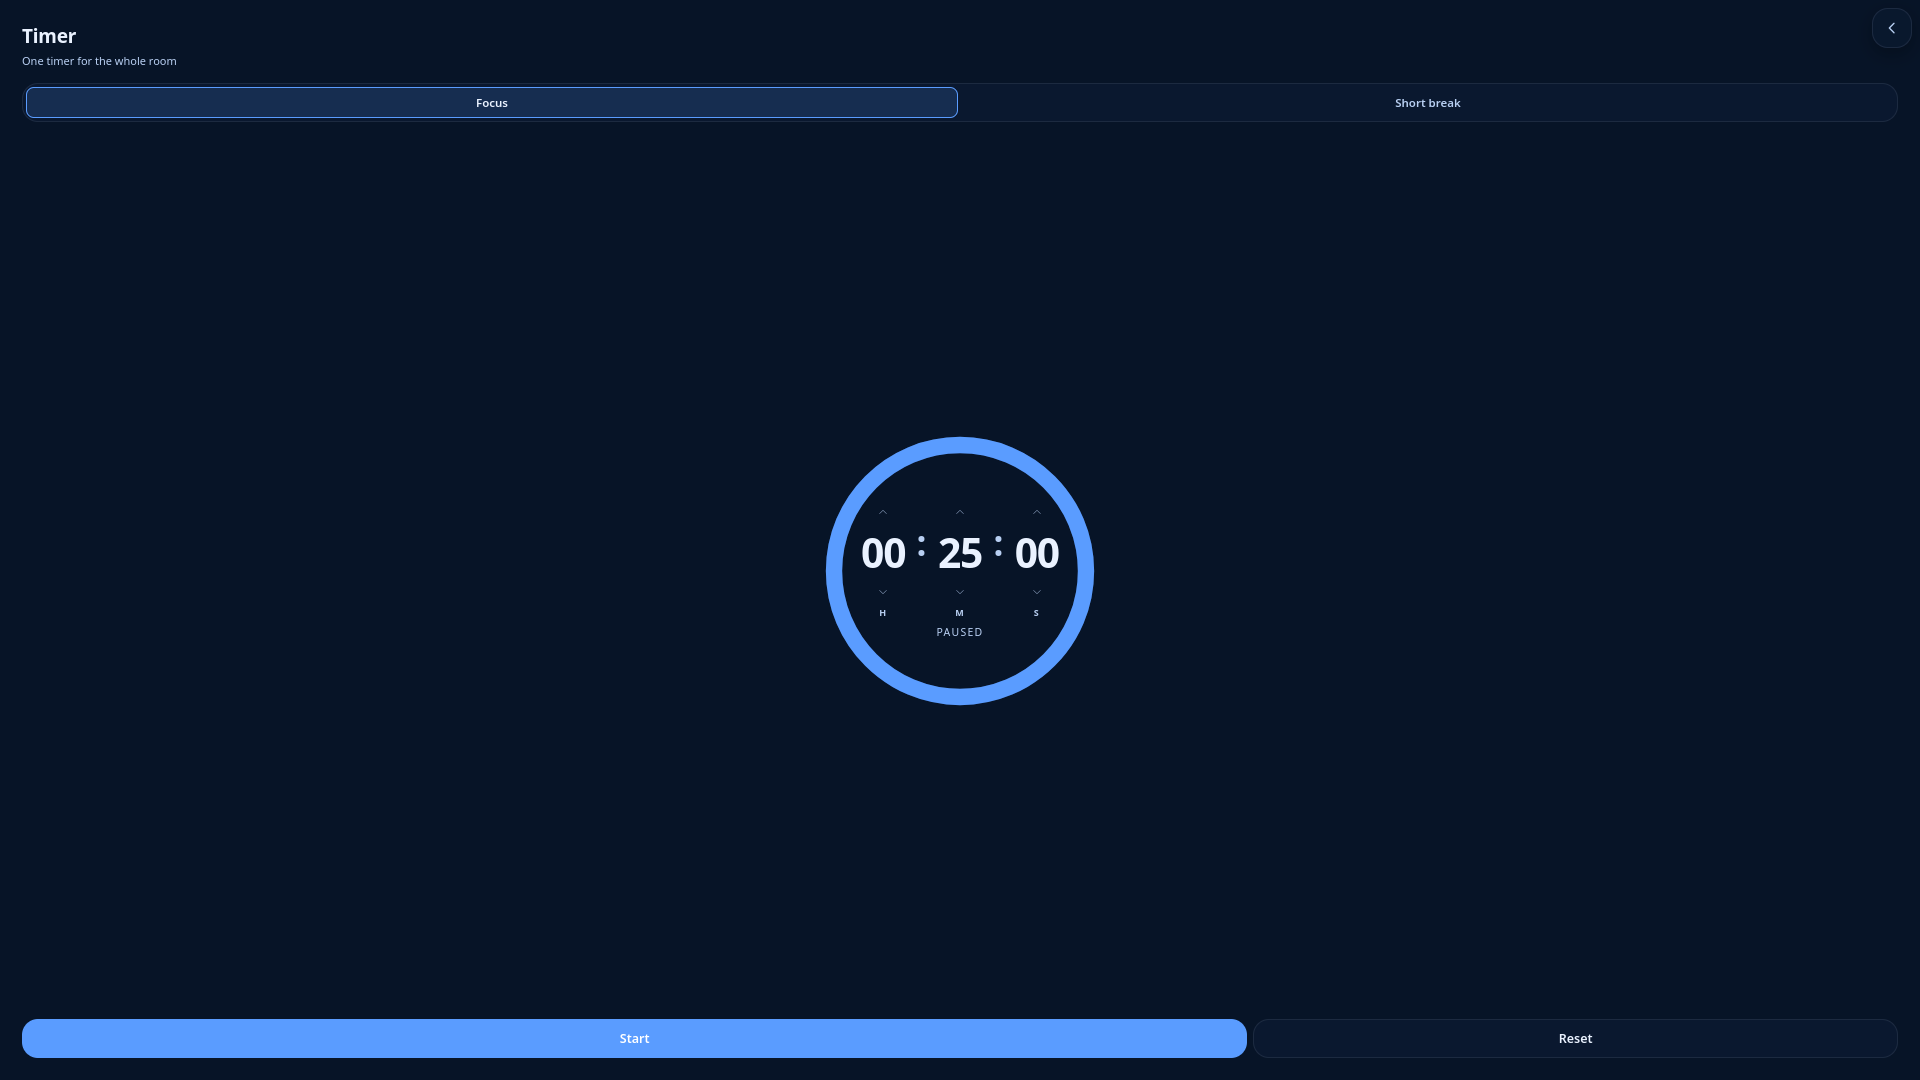 Timer
One timer for the whole room
Focus
Short break
00 : 25 : 00
H M S
PAUSED
Start
Reset